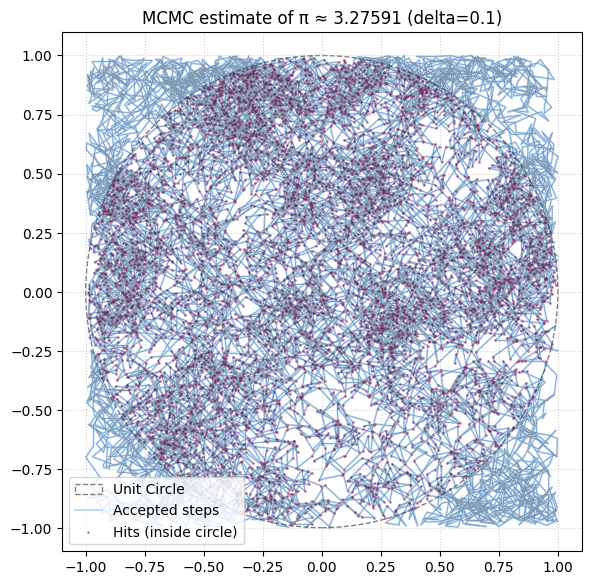 MCMC estimate of π ≈ 3.27591 (delta=0.1)
1.00
0.75
0.50
0.25
0.00
−0.25
−0.50
−0.75
−1.00
Unit Circle
Accepted steps
Hits (inside circle)
−1.00 −0.75 −0.50 −0.25 0.00 0.25 0.50 0.75 1.00